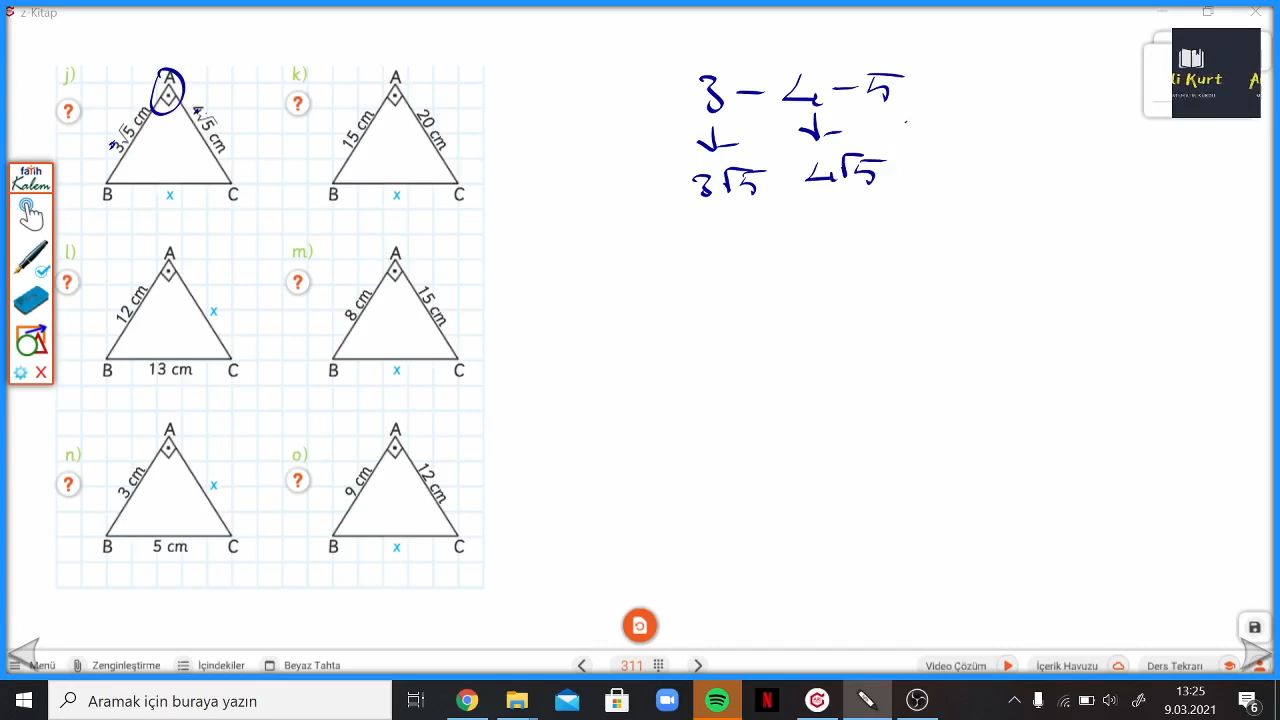 z-Kitap
j)
A
3√5 cm
4√5 cm
B
x
C
k)
A
15 cm
20 cm
B
x
C
3 - 4 - 5
3√5 4√5
li Kurt
fatih
Kalem
l)
A
12 cm
x
B
13 cm
C
m)
A
8 cm
15 cm
B
x
C
n)
A
3 cm
x
B
5 cm
C
o)
A
9 cm
12 cm
B
x
C
Menü
Zenginleştirme
İçindekiler
Beyaz Tahta
311
Video Çözüm
İçerik Havuzu
Ders Tekrarı
Aramak için buraya yazın
13:25
9.03.2021
6